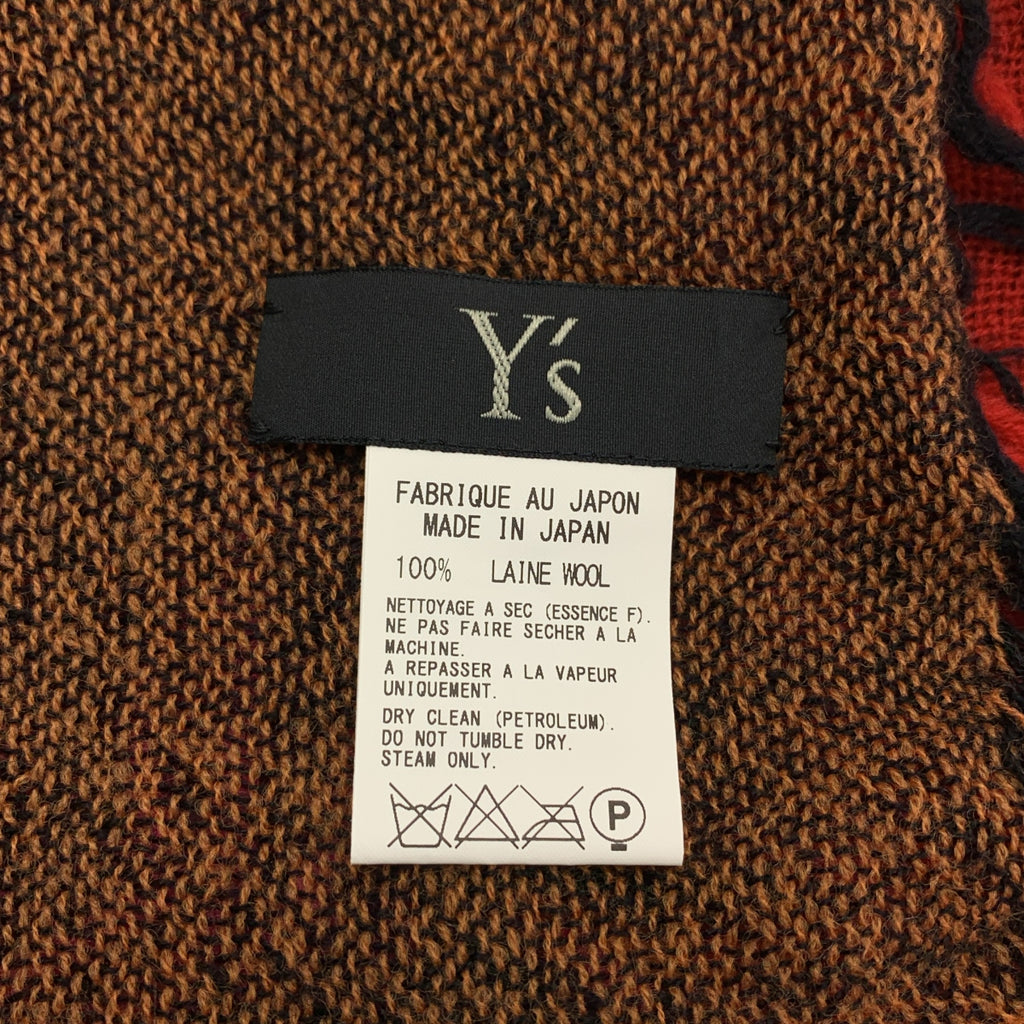 Y's
FABRIQUE AU JAPON
MADE IN JAPAN
100% LAINE WOOL
NETTOYAGE A SEC (ESSENCE F).
NE PAS FAIRE SECHER A LA
MACHINE.
A REPASSER A LA VAPEUR
UNIQUEMENT.
DRY CLEAN (PETROLEUM).
DO NOT TUMBLE DRY.
STEAM ONLY.
P